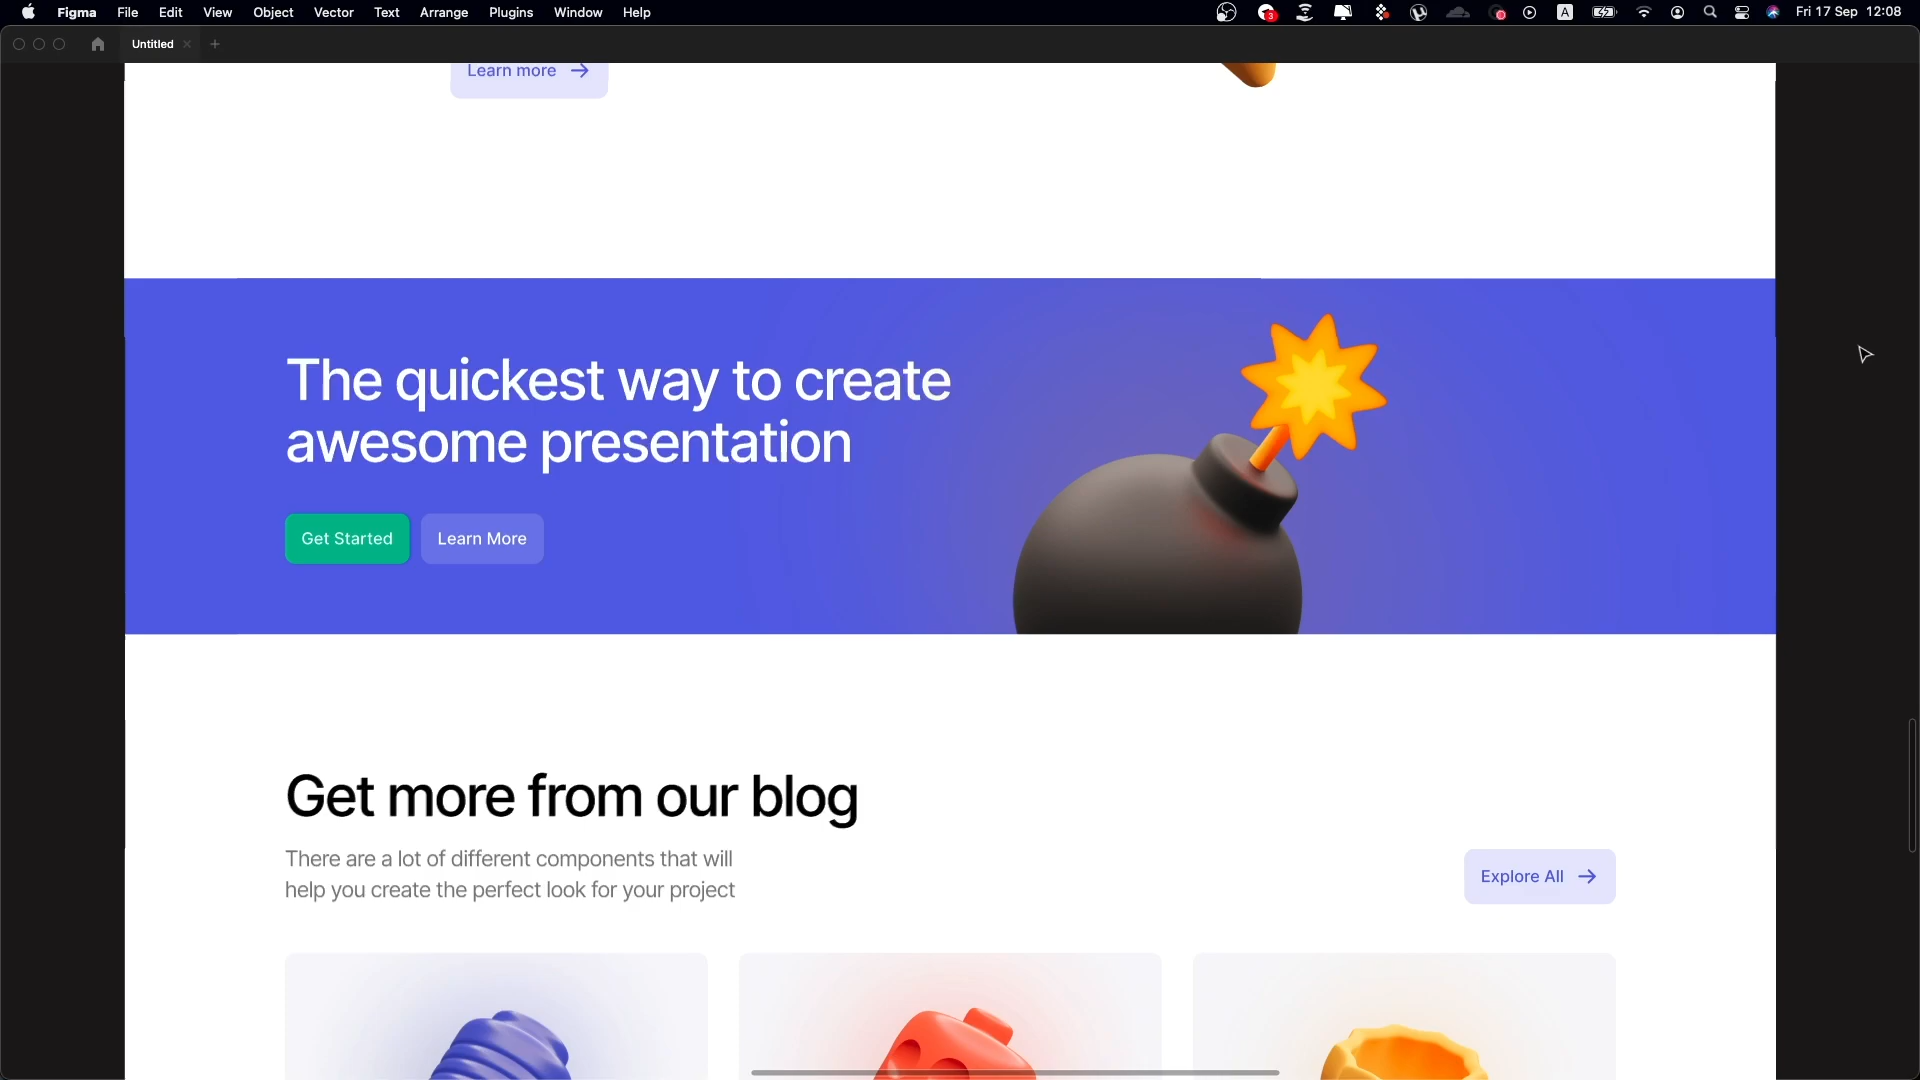 Figma File Edit View Object Vector Text Arrange Plugins Window Help 3 A Fri 17 Sep 12:08
Untitled
Learn more
The quickest way to create
awesome presentation
Get Started Learn More
Get more from our blog
There are a lot of different components that will
help you create the perfect look for your project
Explore All